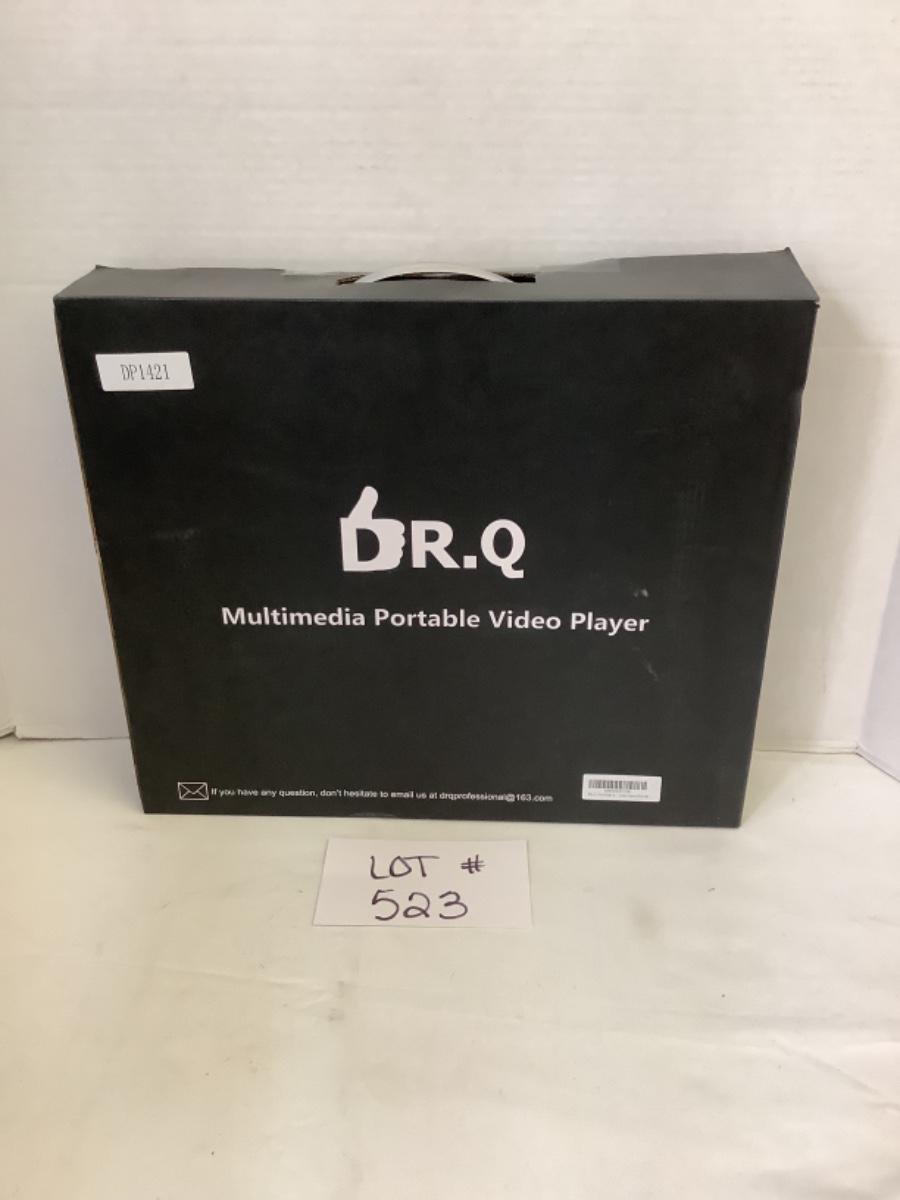 DP1421
DR.Q
Multimedia Portable Video Player
If you have any question, don't hesitate to email us at drqprofessional@163.com
LOT #
523